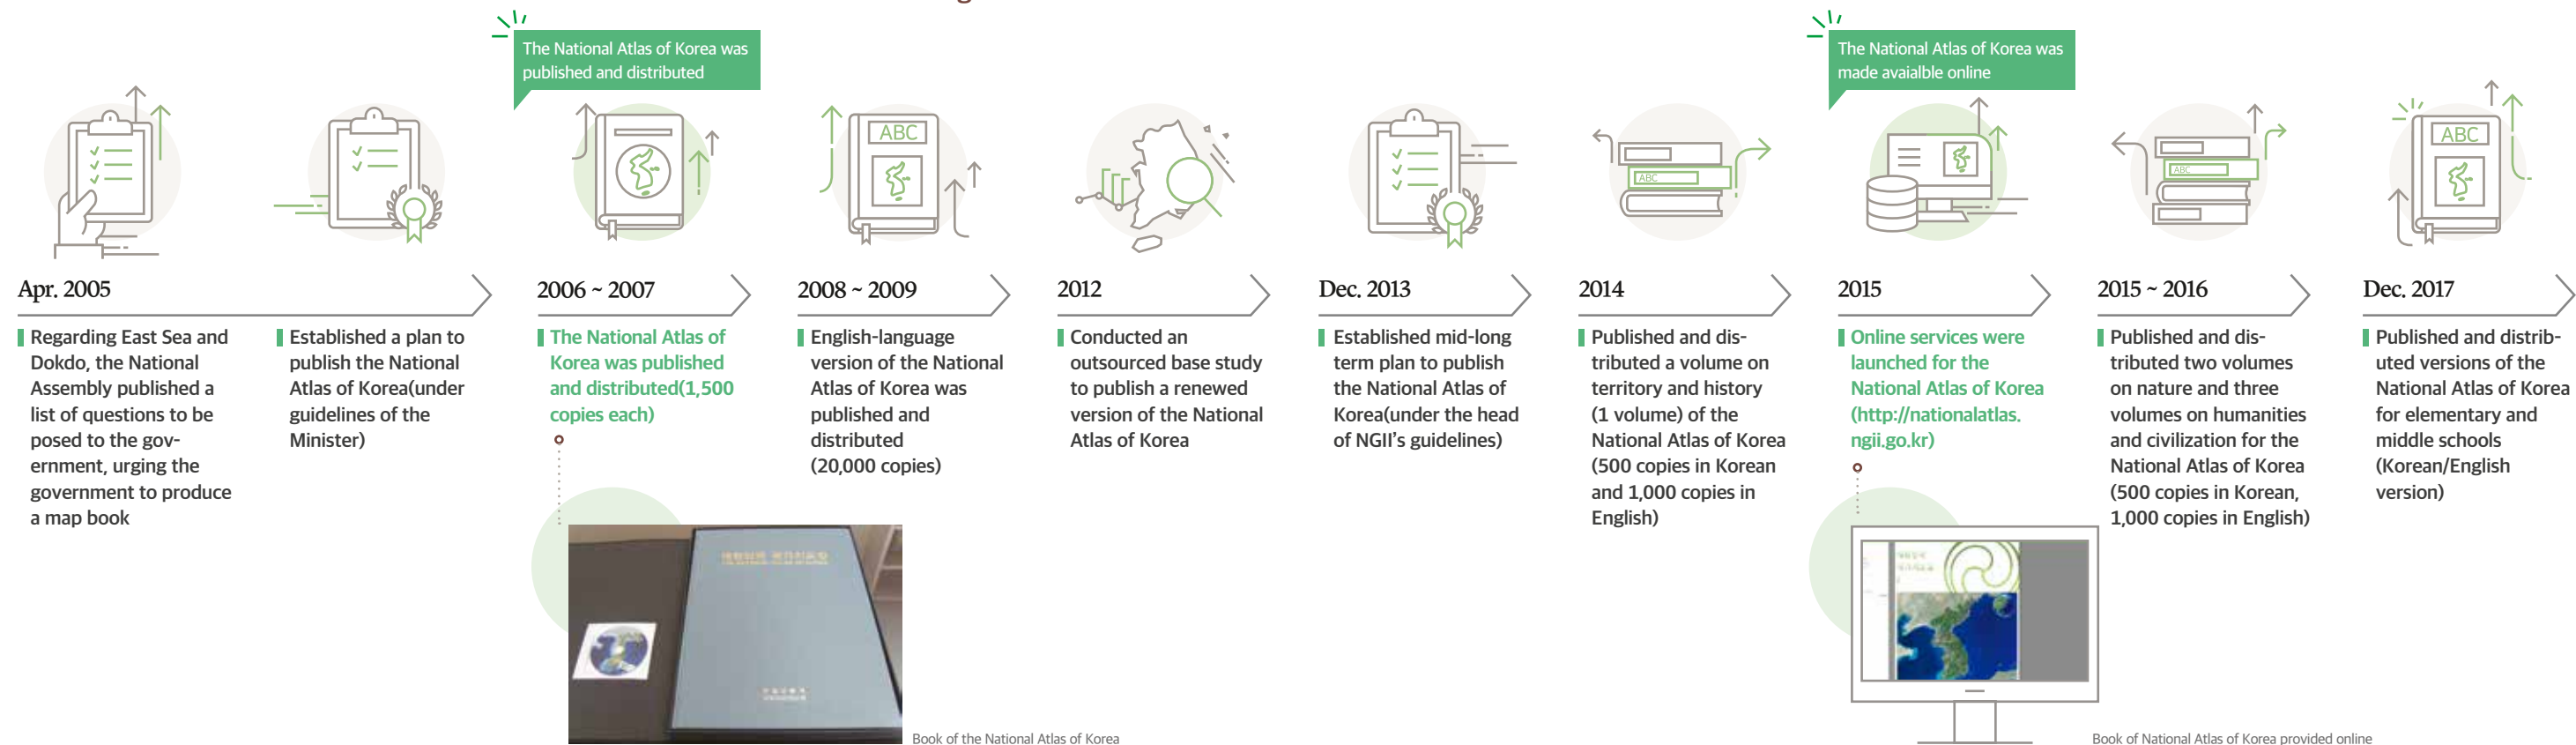 The National Atlas of Korea was
published and distributed
The National Atlas of Korea was
made avaialble online
ABC
ABC
ABC
ABC
Apr. 2005
Regarding East Sea and
Dokdo, the National
Assembly published a
list of questions to be
posed to the gov-
ernment, urging the
government to produce
a map book
Established a plan to
publish the National
Atlas of Korea(under
guidelines of the
Minister)
2006 ~ 2007
The National Atlas of
Korea was published
and distributed(1,500
copies each)
2008 ~ 2009
English-language
version of the National
Atlas of Korea was
published and
distributed
(20,000 copies)
2012
Conducted an
outsourced base study
to publish a renewed
version of the National
Atlas of Korea
Dec. 2013
Established mid-long
term plan to publish
the National Atlas of
Korea(under the head
of NGII's guidelines)
2014
Published and dis-
tributed a volume on
territory and history
(1 volume) of the
National Atlas of Korea
(500 copies in Korean
and 1,000 copies in
English)
2015
Online services were
launched for the
National Atlas of Korea
(http://nationalatlas.
ngii.go.kr)
2015 ~ 2016
Published and dis-
tributed two volumes
on nature and three
volumes on humanities
and civilization for the
National Atlas of Korea
(500 copies in Korean,
1,000 copies in English)
Dec. 2017
Published and distrib-
uted versions of the
National Atlas of Korea
for elementary and
middle schools
(Korean/English
version)
Book of the National Atlas of Korea
Book of National Atlas of Korea provided online